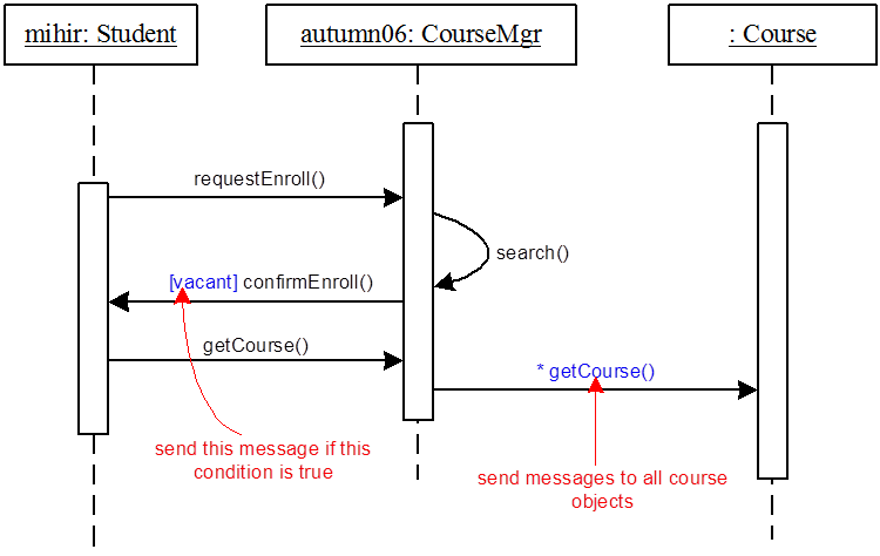 mihir: Student
autumn06: CourseMgr
: Course
requestEnroll()
search()
[vacant] confirmEnroll()
getCourse()
* getCourse()
send this message if this
condition is true
send messages to all course
objects